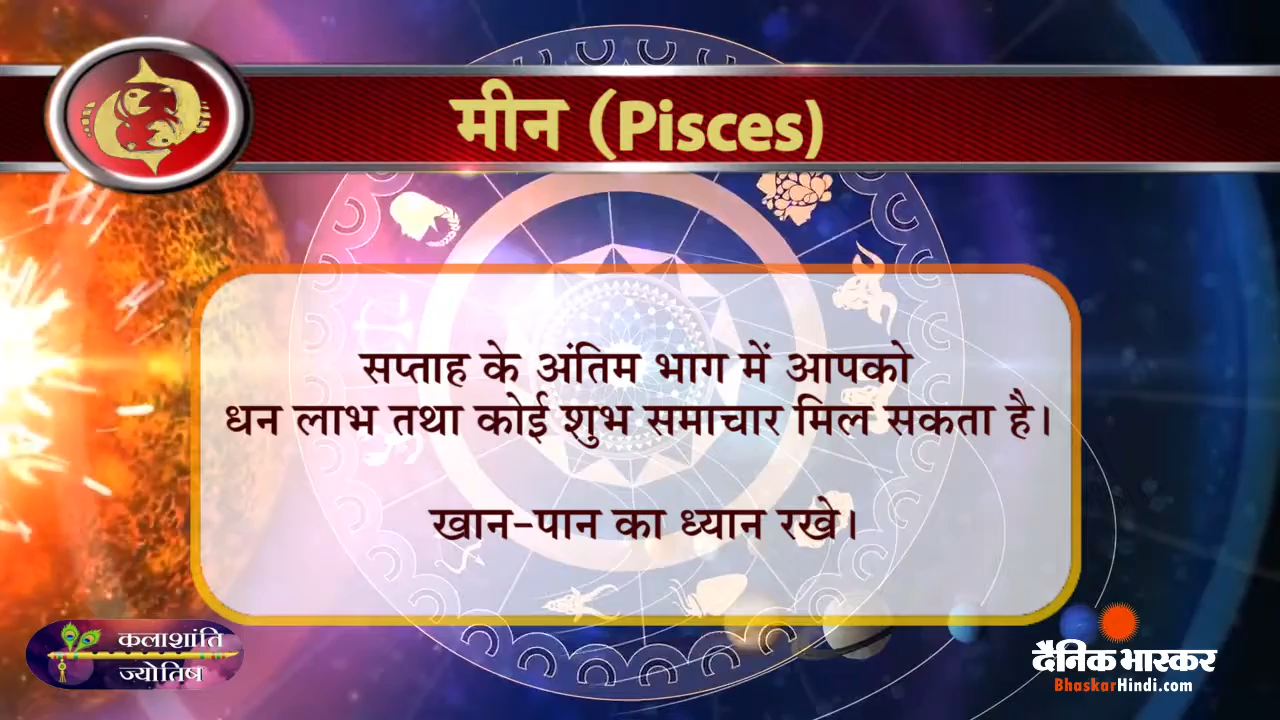 मीन (Pisces)
सप्ताह के अंतिम भाग में आपको
धन लाभ तथा कोई शुभ समाचार मिल सकता है।
खान-पान का ध्यान रखे।
कलाशांति
ज्योतिष
दैनिक भास्कर
BhaskarHindi.com